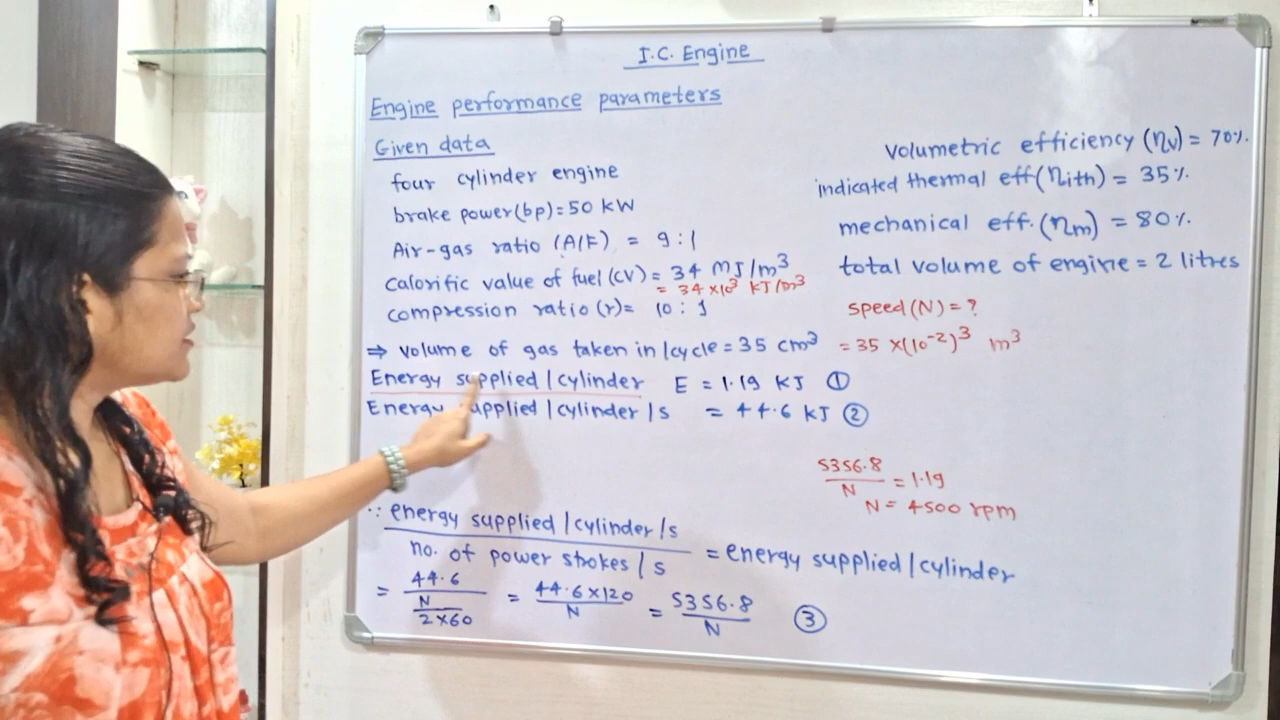 I.C. Engine
Engine performance parameters
Given data
four cylinder engine
brake power(bp)=50 kW
Air-gas ratio (A/F) = 9:1
Calorific value of fuel (CV) = 34 MJ/m³
= 34×10³ KJ/m³
compression ratio (r)= 10:1
volumetric efficiency (ηv) = 70%.
indicated thermal eff(ηith) = 35%.
mechanical eff.(ηm) = 80%.
total volume of engine = 2 litres
speed (N) = ?
⇒ volume of gas taken in/cycle = 35 cm³ = 35 ×(10⁻²)³ m³
Energy supplied/cylinder E = 1.19 KJ ①
Energy supplied/cylinder/s = 44.6 KJ ②
5356.8/N = 1.19
N = 4500 rpm
∵ energy supplied/cylinder/s / no. of power strokes/s = energy supplied/cylinder
= 44.6/(N/2×60) = 44.6×120/N = 5356.8/N ③